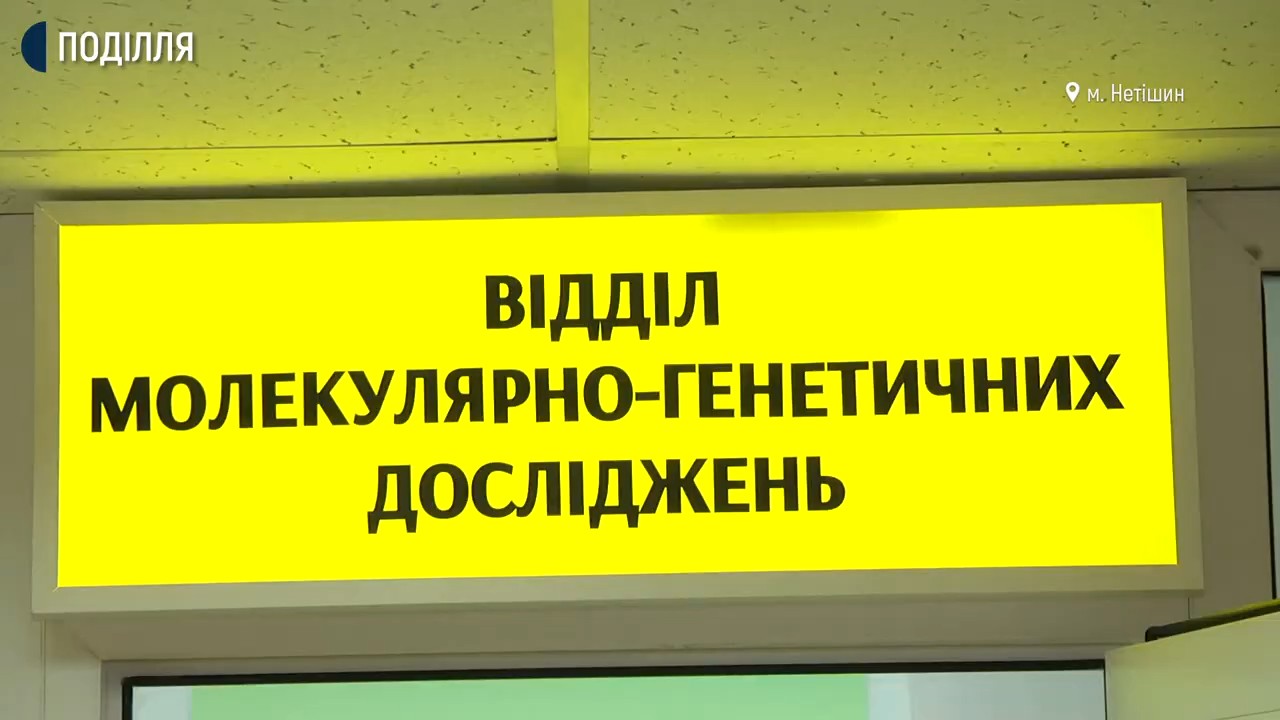 ПОДІЛЛЯ
м. Нетішин
ВІДДІЛ
МОЛЕКУЛЯРНО-ГЕНЕТИЧНИХ
ДОСЛІДЖЕНЬ